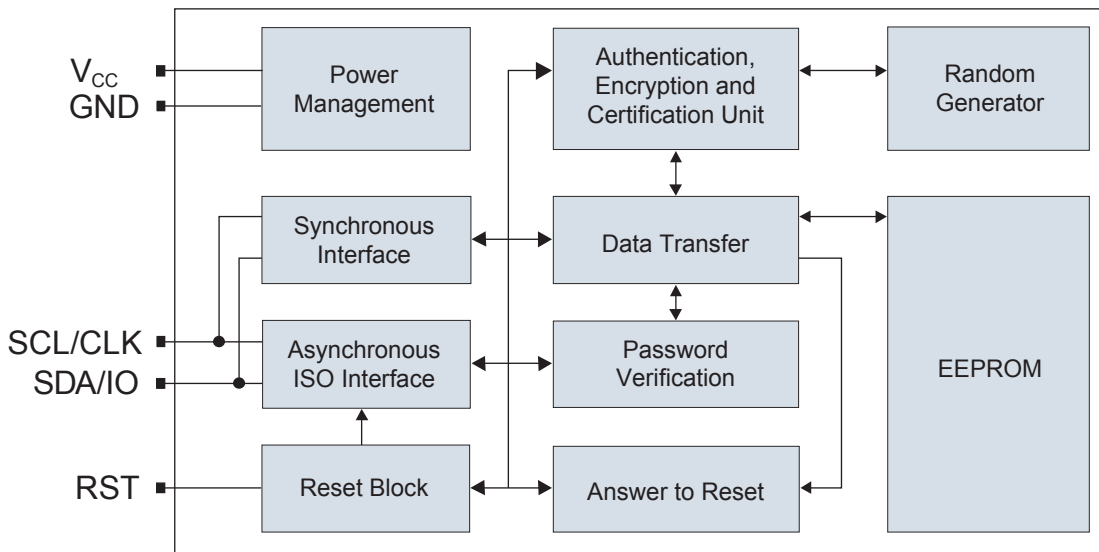 V_CC
GND
Power
Management
Authentication,
Encryption and
Certification Unit
Random
Generator
Synchronous
Interface
Data Transfer
SCL/CLK
SDA/IO
Asynchronous
ISO Interface
Password
Verification
EEPROM
RST
Reset Block
Answer to Reset